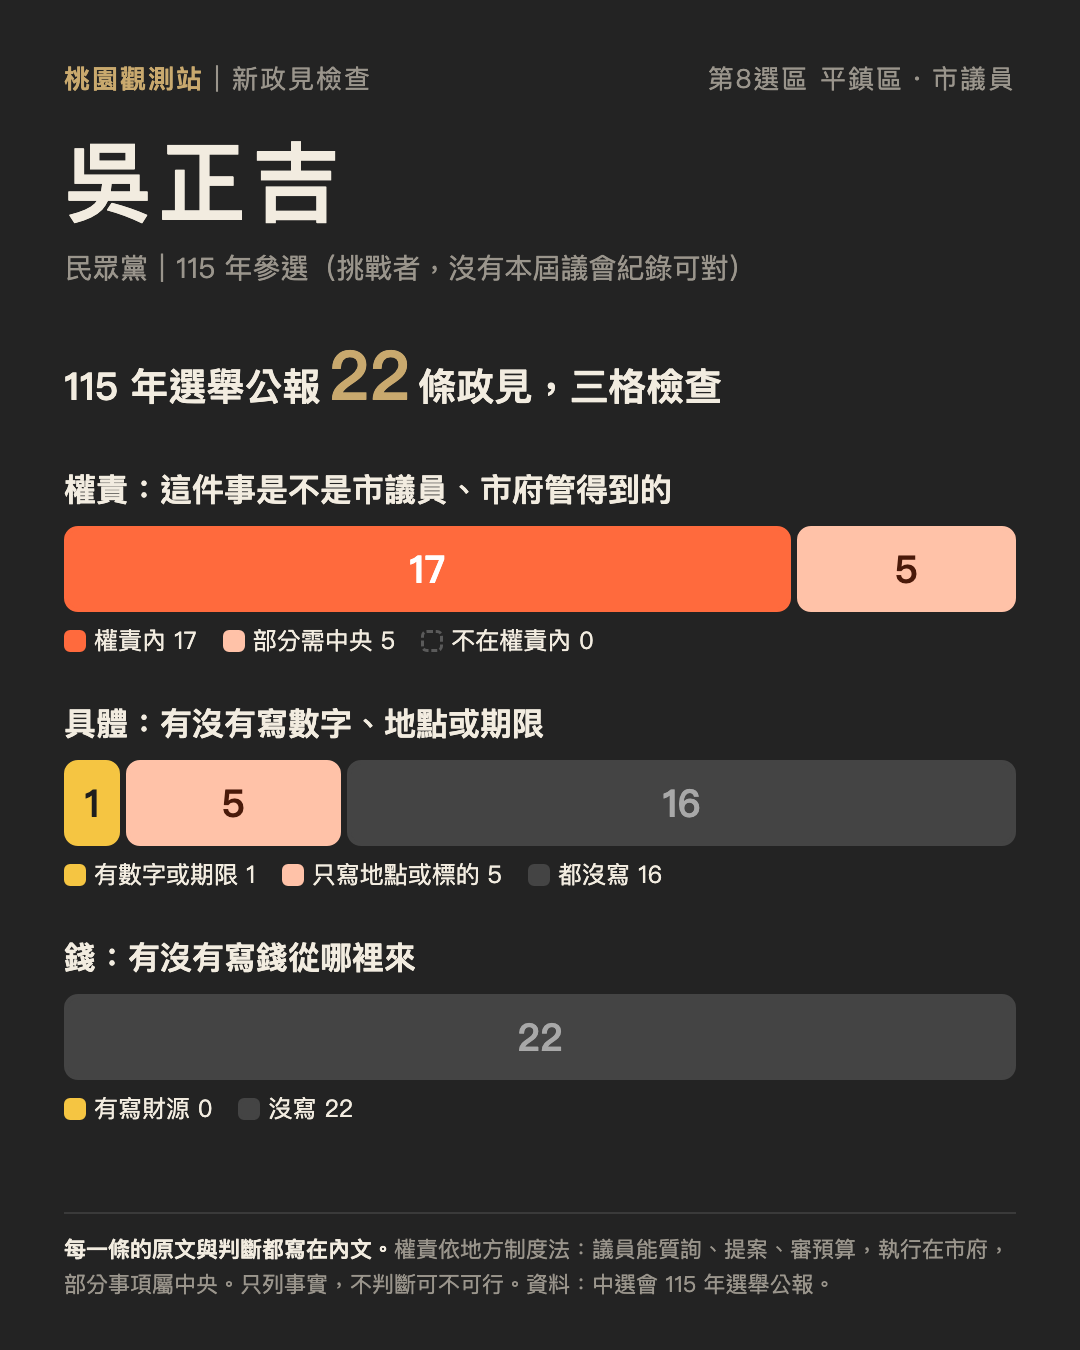 桃園觀測站｜新政見檢查
第8選區 平鎮區・市議員
吳正吉
民眾黨｜115 年參選（挑戰者，沒有本屆議會紀錄可對）
115 年選舉公報 22 條政見，三格檢查
權責：這件事是不是市議員、市府管得到的
17
5
權責內 17 部分需中央 5 不在權責內 0
具體：有沒有寫數字、地點或期限
1
5
16
有數字或期限 1 只寫地點或標的 5 都沒寫 16
錢：有沒有寫錢從哪裡來
22
有寫財源 0 沒寫 22
每一條的原文與判斷都寫在內文。權責依地方制度法：議員能質詢、提案、審預算，執行在市府，
部分事項屬中央。只列事實，不判斷可不可行。資料：中選會 115 年選舉公報。